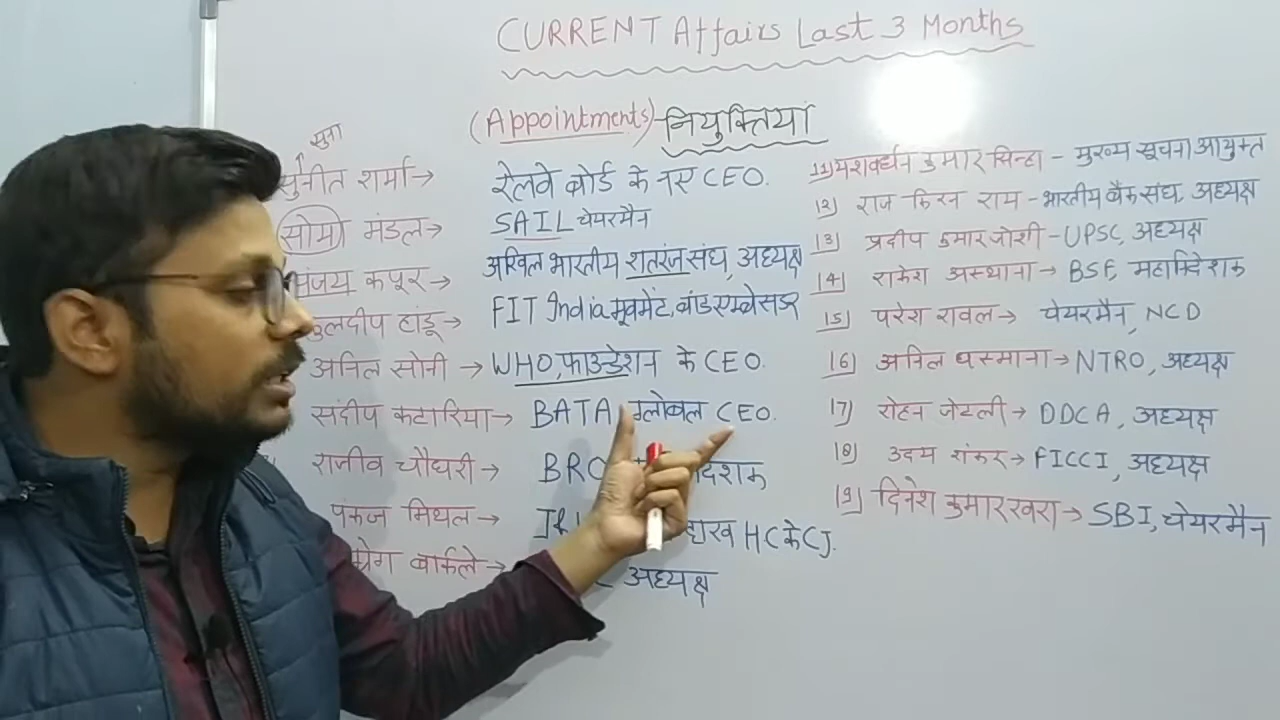 CURRENT Affairs Last 3 Months
(Appointments) - नियुक्तियां
सुना
सुनीत शर्मा → रेलवे बोर्ड के नए CEO.
सोमा मंडल → SAIL चेयरमैन
संजय कपूर → अखिल भारतीय शतरंज संघ, अध्यक्ष
कुलदीप हांडू → FIT India मूवमेंट, ब्रांड एम्बेसडर
अनिल सोनी → WHO, फाउन्डेशन के CEO.
संदीप कटारिया → BATA ग्लोबल CEO.
राजीव चौधरी → BRO
पंकज मिथल → HC के CJ.
ग्रेग बार्कले → अध्यक्ष
11) यशवर्धन कुमार सिन्हा - मुख्य सूचना आयुक्त
12) राज किरन राय - भारतीय बैंक संघ, अध्यक्ष
13) प्रदीप कुमार जोशी - UPSC, अध्यक्ष
14) राकेश अस्थाना → BSF, महानिदेशक
15) परेश रावल → चेयरमैन, NCD
16) अनिल धस्माना → NTRO, अध्यक्ष
17) रोहन जेटली → DDCA, अध्यक्ष
18) उदय शंकर → FICCI, अध्यक्ष
19) दिनेश कुमार खरा → SBI, चेयरमैन